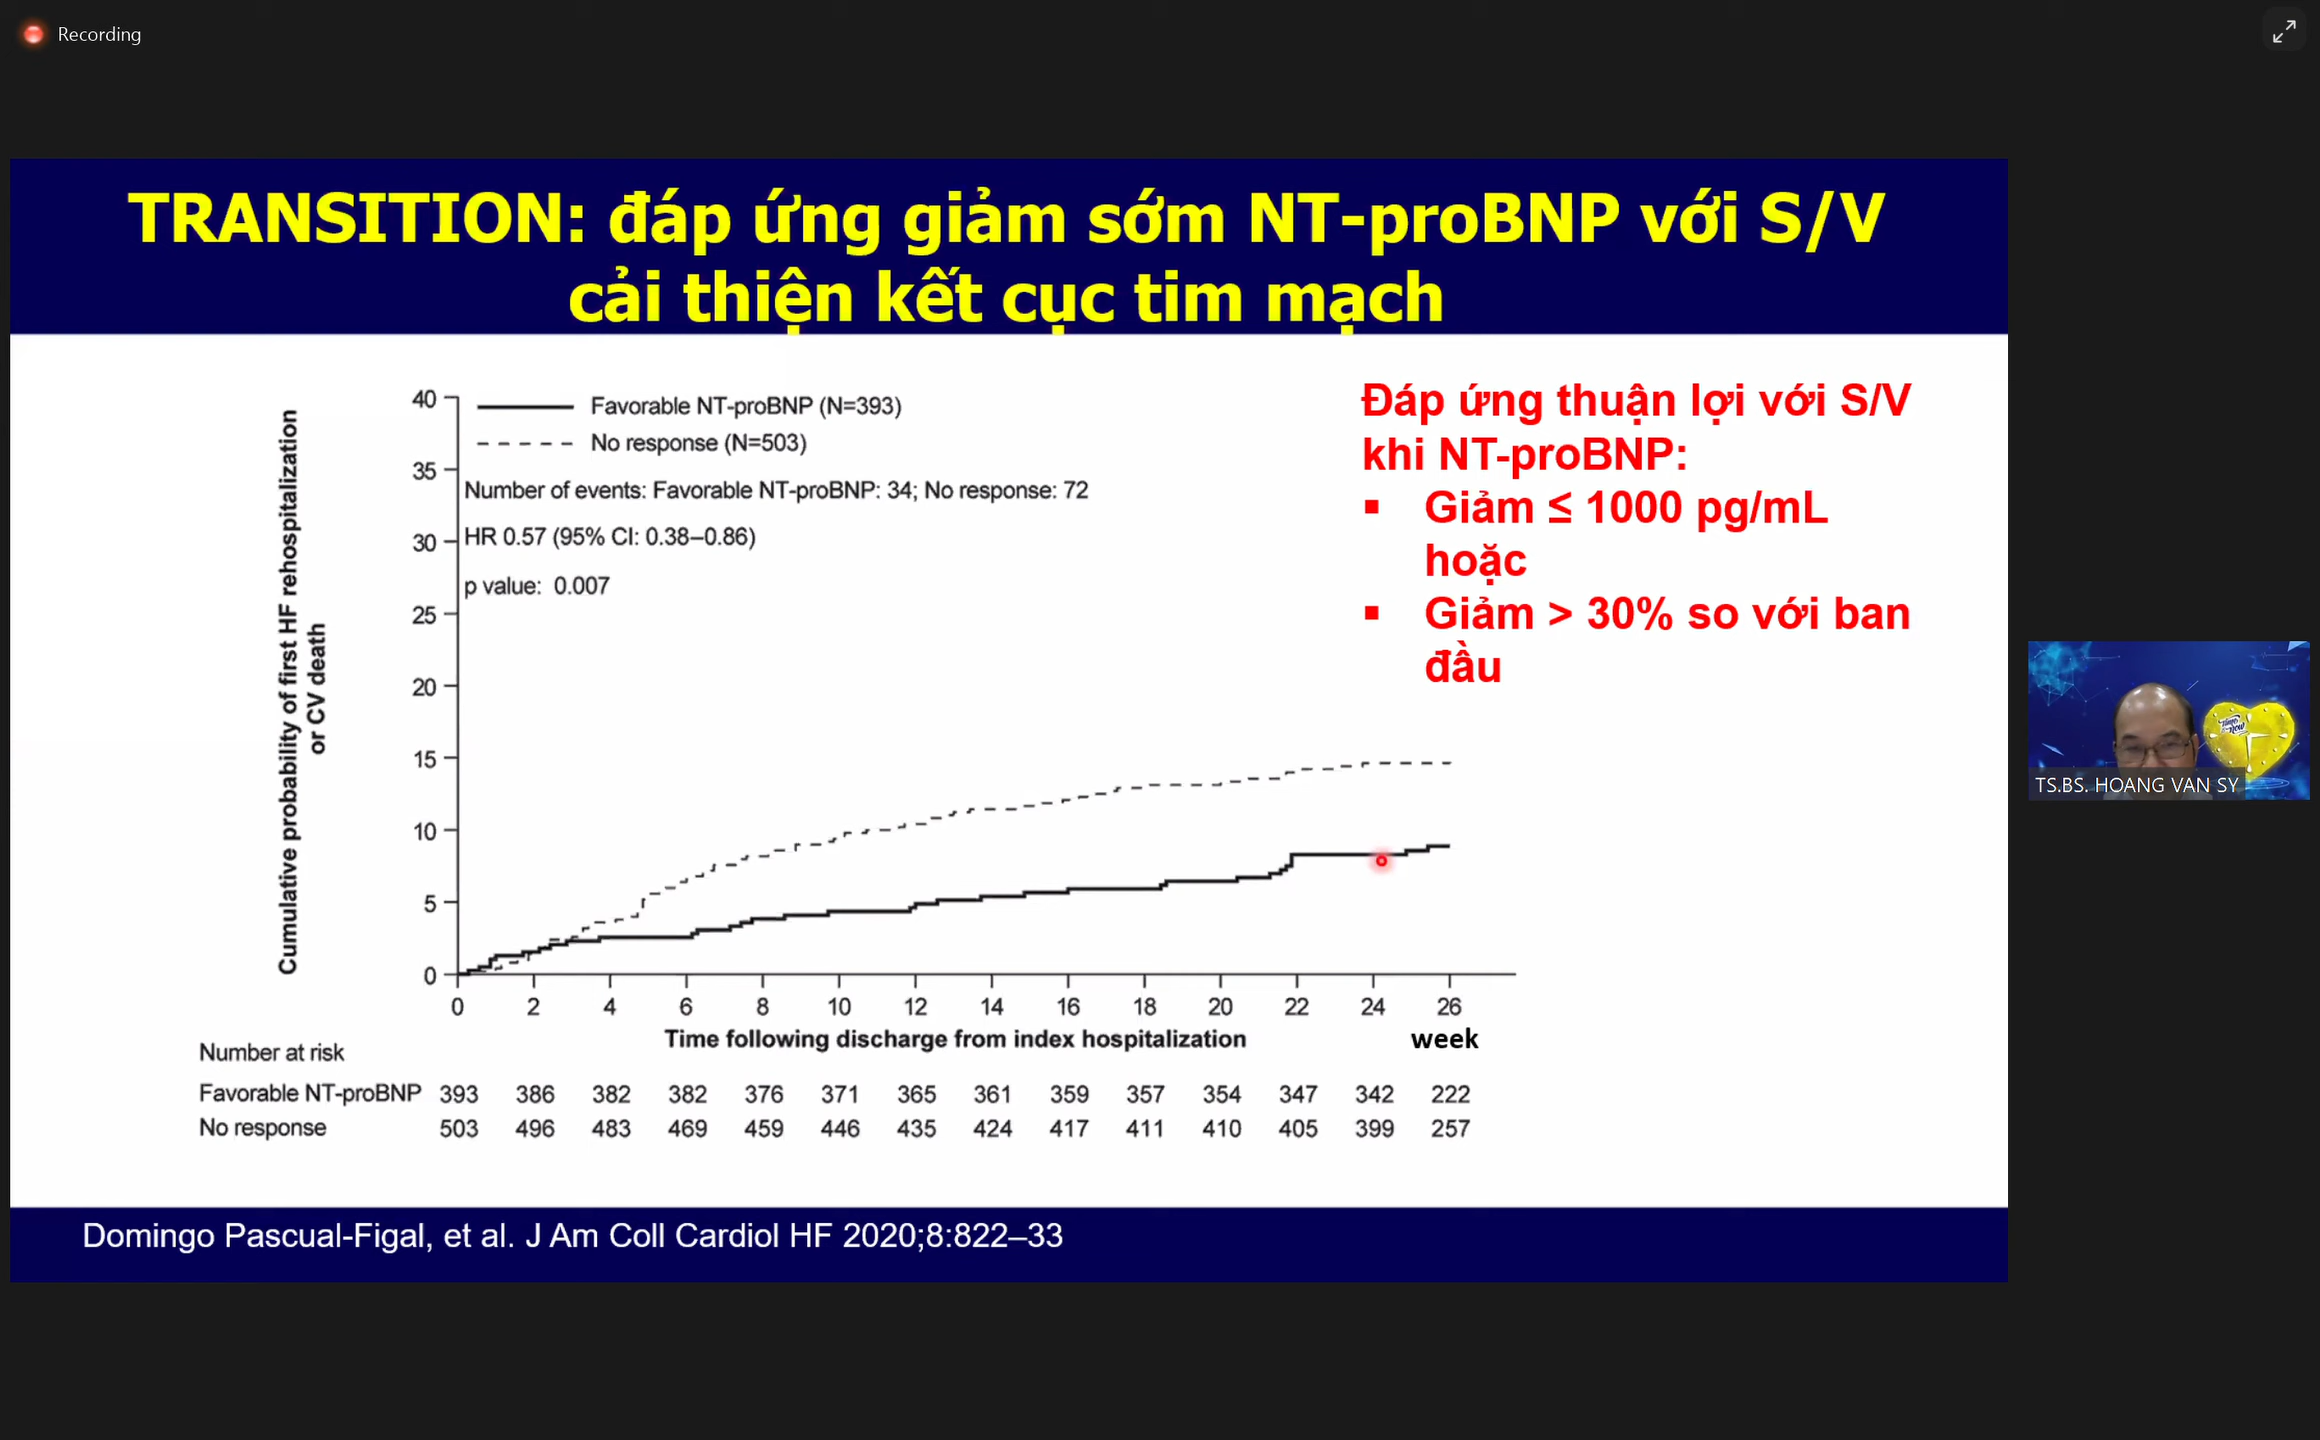 Recording
TRANSITION: đáp ứng giảm sớm NT-proBNP với S/V
cải thiện kết cục tim mạch
Cumulative probability of first HF rehospitalization
or CV death
40
35
30
25
20
15
10
5
0
Favorable NT-proBNP (N=393)
No response (N=503)
Number of events: Favorable NT-proBNP: 34; No response: 72
HR 0.57 (95% CI: 0.38–0.86)
p value: 0.007
0 2 4 6 8 10 12 14 16 18 20 22 24 26
Time following discharge from index hospitalization
week
Number at risk
Favorable NT-proBNP 393 386 382 382 376 371 365 361 359 357 354 347 342 222
No response 503 496 483 469 459 446 435 424 417 411 410 405 399 257
Đáp ứng thuận lợi với S/V
khi NT-proBNP:
▪ Giảm ≤ 1000 pg/mL
hoặc
▪ Giảm > 30% so với ban
đầu
Domingo Pascual-Figal, et al. J Am Coll Cardiol HF 2020;8:822–33
TS.BS. HOANG VAN SY